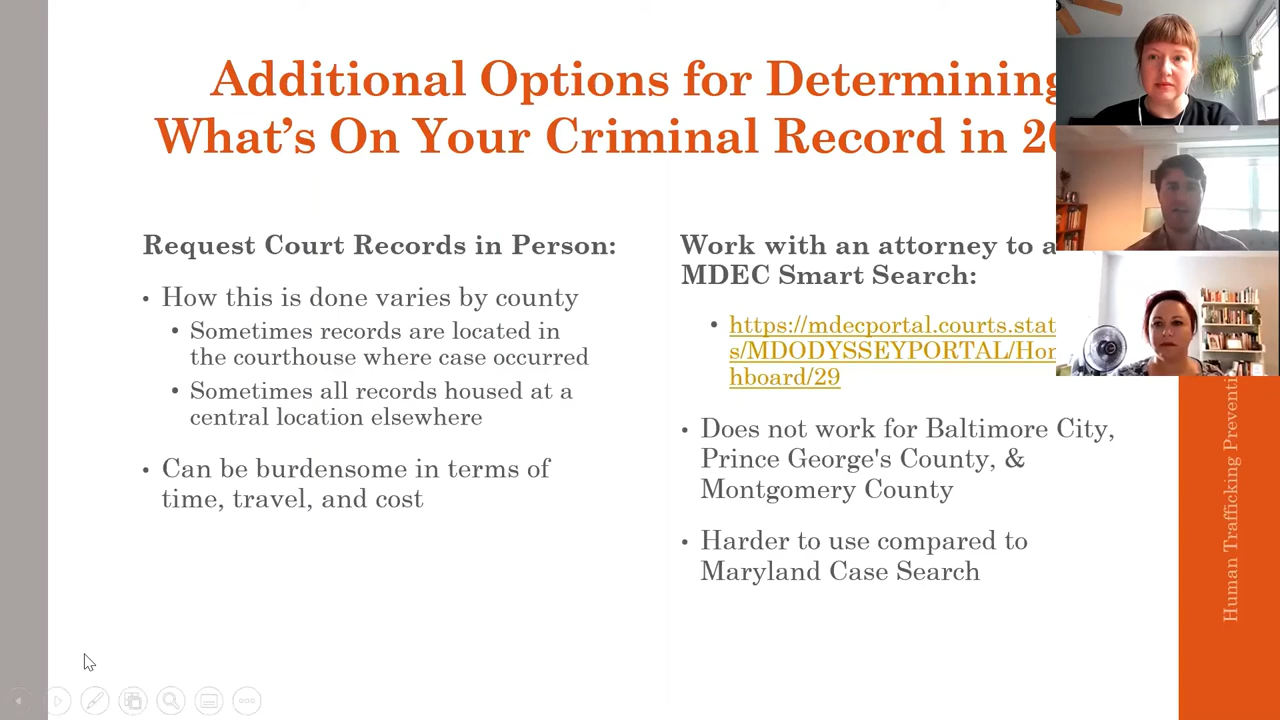 Additional Options for Determining
What's On Your Criminal Record in
Request Court Records in Person:
• How this is done varies by county
• Sometimes records are located in
the courthouse where case occurred
• Sometimes all records housed at a
central location elsewhere
• Can be burdensome in terms of
time, travel, and cost
Work with an attorney to
MDEC Smart Search:
• https://mdecportal.courts.stat
s/MDODYSSEYPORTAL/Hom
hboard/29
• Does not work for Baltimore City,
Prince George's County, &
Montgomery County
• Harder to use compared to
Maryland Case Search
Human Trafficking Preventi